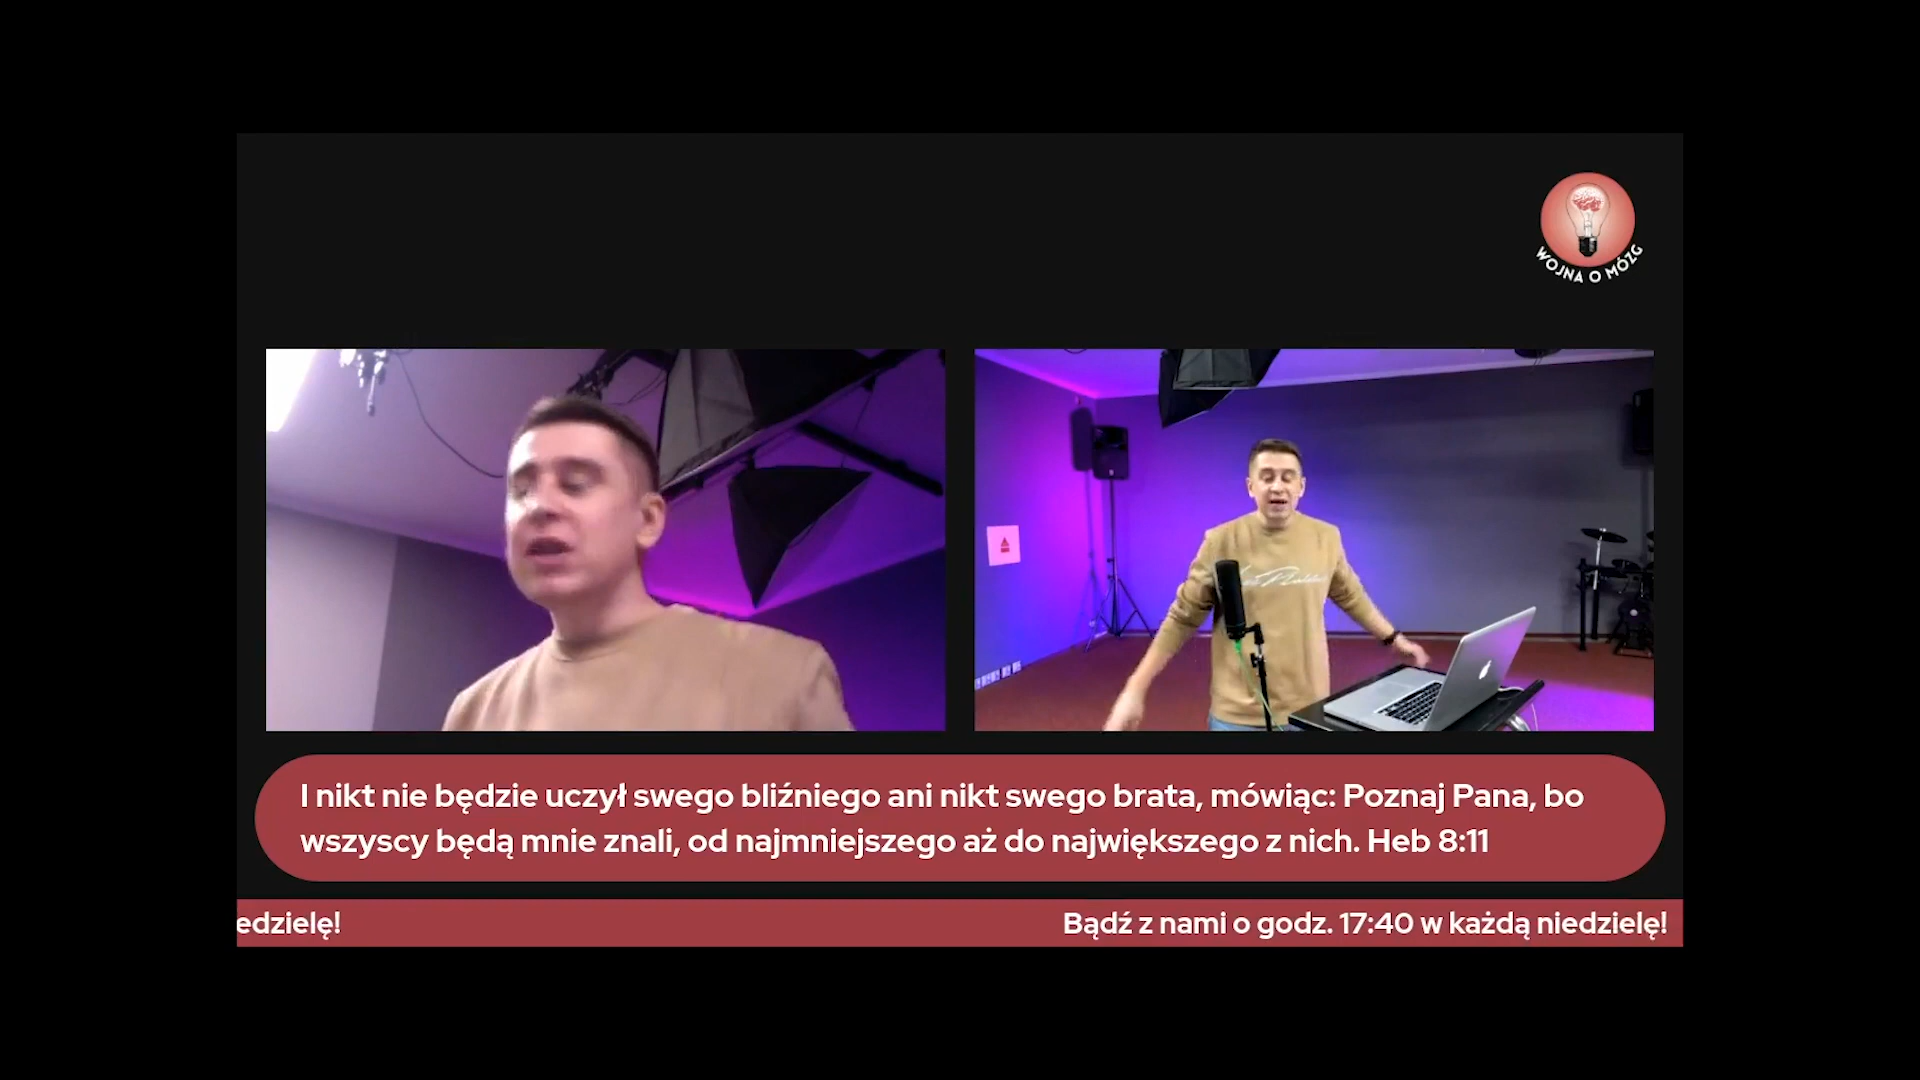 WOJNA O MÓZG
I nikt nie będzie uczył swego bliźniego ani nikt swego brata, mówiąc: Poznaj Pana, bo
wszyscy będą mnie znali, od najmniejszego aż do największego z nich. Heb 8:11
edzielę! Bądź z nami o godz. 17:40 w każdą niedzielę!